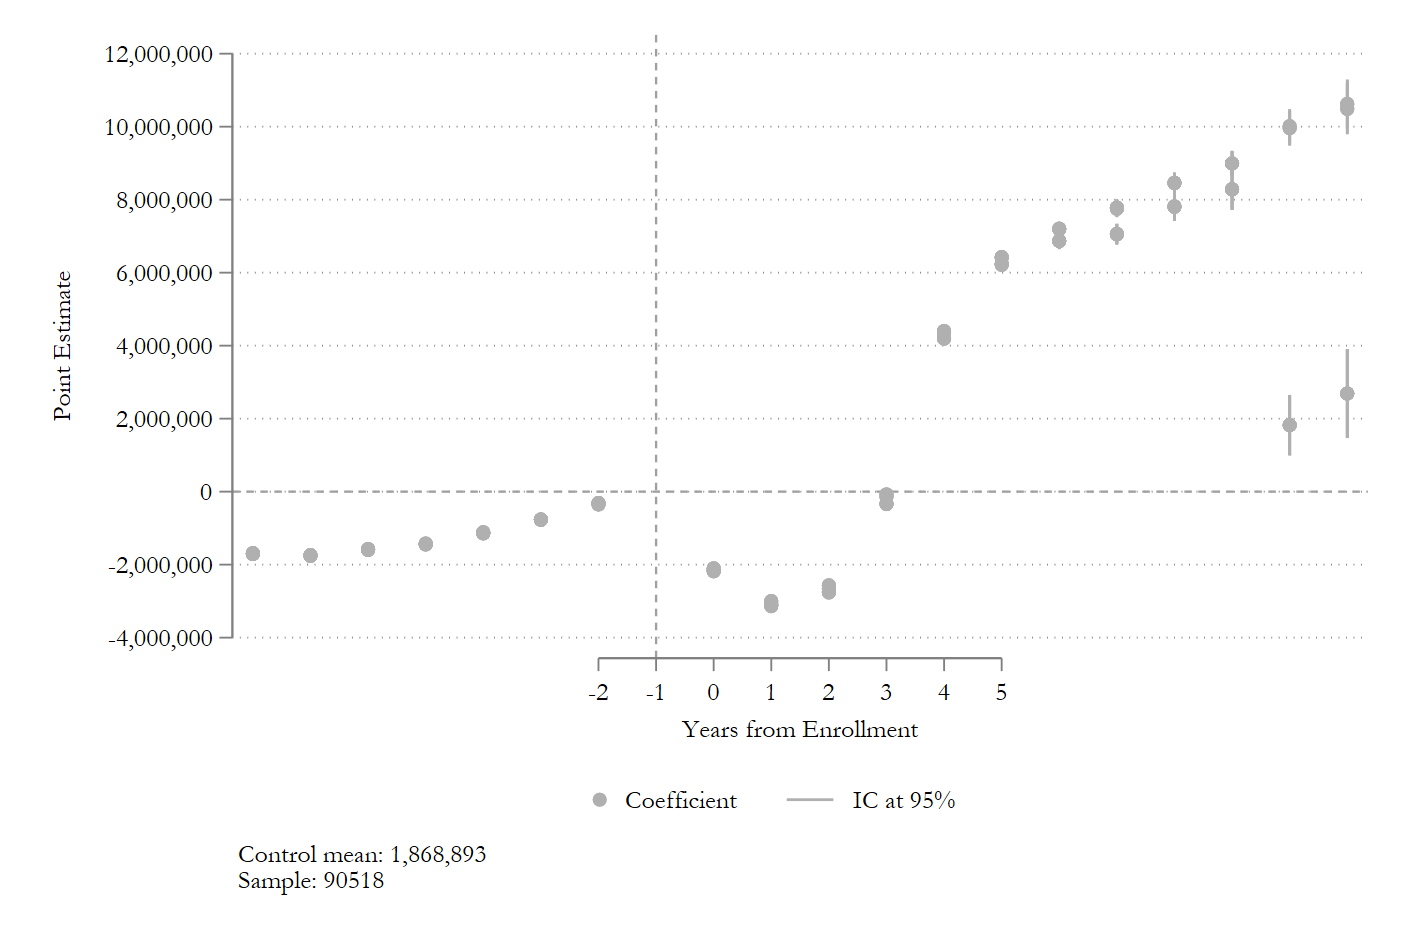 12,000,000
10,000,000
8,000,000
6,000,000
4,000,000
2,000,000
0
-2,000,000
-4,000,000
Point Estimate
-2 -1 0 1 2 3 4 5
Years from Enrollment
Coefficient IC at 95%
Control mean: 1,868,893
Sample: 90518